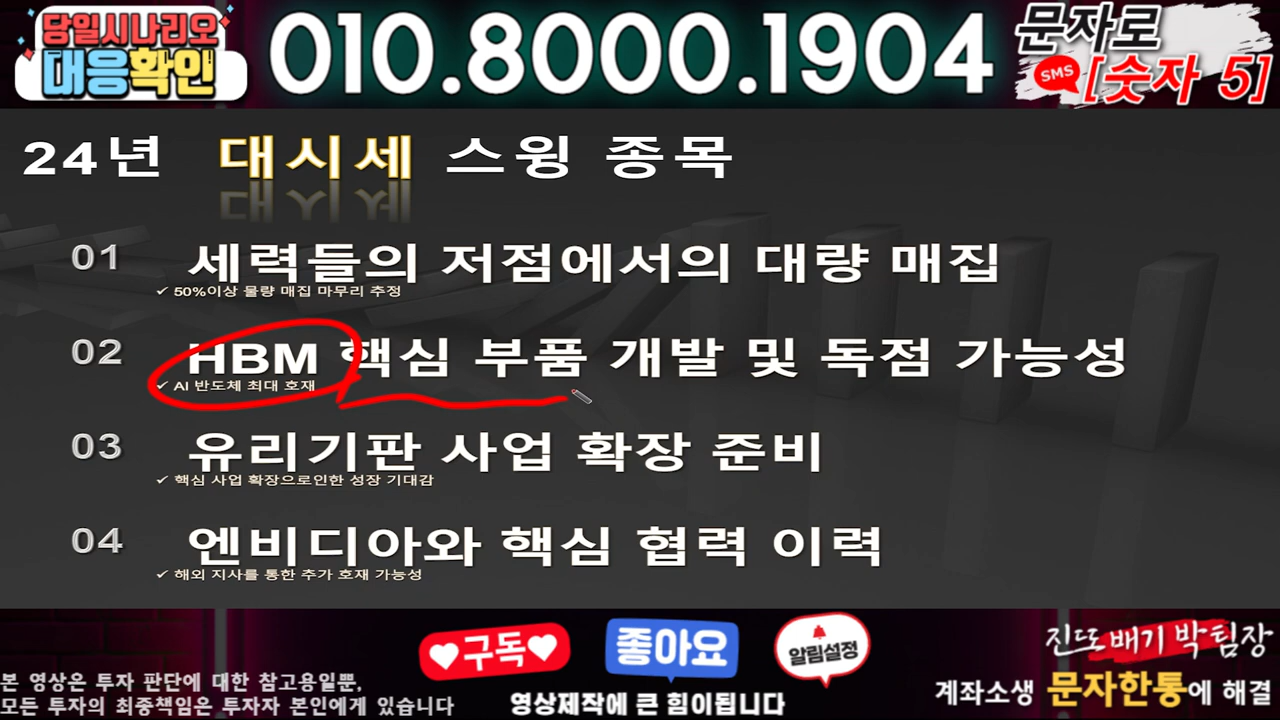 당일시나리오
대응확인
010.8000.1904
문자로
SMS [숫자 5]
24년 대시세 스윙 종목
01 세력들의 저점에서의 대량 매집
✓ 50%이상 물량 매집 마무리 추정
02 HBM 핵심 부품 개발 및 독점 가능성
✓ AI 반도체 최대 호재
03 유리기판 사업 확장 준비
✓ 핵심 사업 확장으로인한 성장 기대감
04 엔비디아와 핵심 협력 이력
✓ 해외 지사를 통한 추가 호재 가능성
본 영상은 투자 판단에 대한 참고용일뿐,
모든 투자의 최종책임은 투자자 본인에게 있습니다
구독
좋아요
알림설정
영상제작에 큰 힘이됩니다
진또배기 박팀장
계좌소생 문자한통에 해결